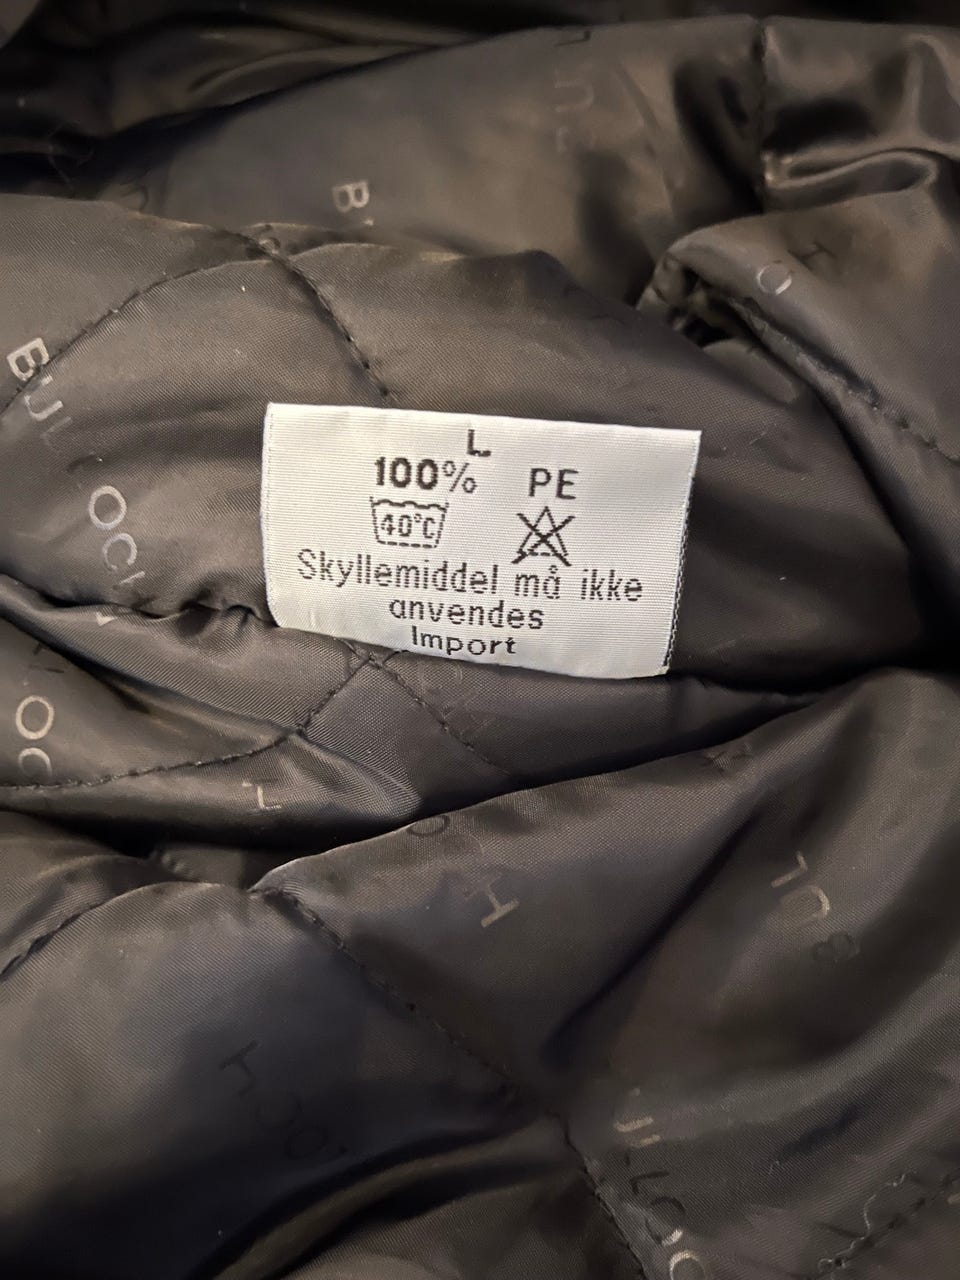 L
100% PE
40°C
Skyllemiddel må ikke
anvendes
Import